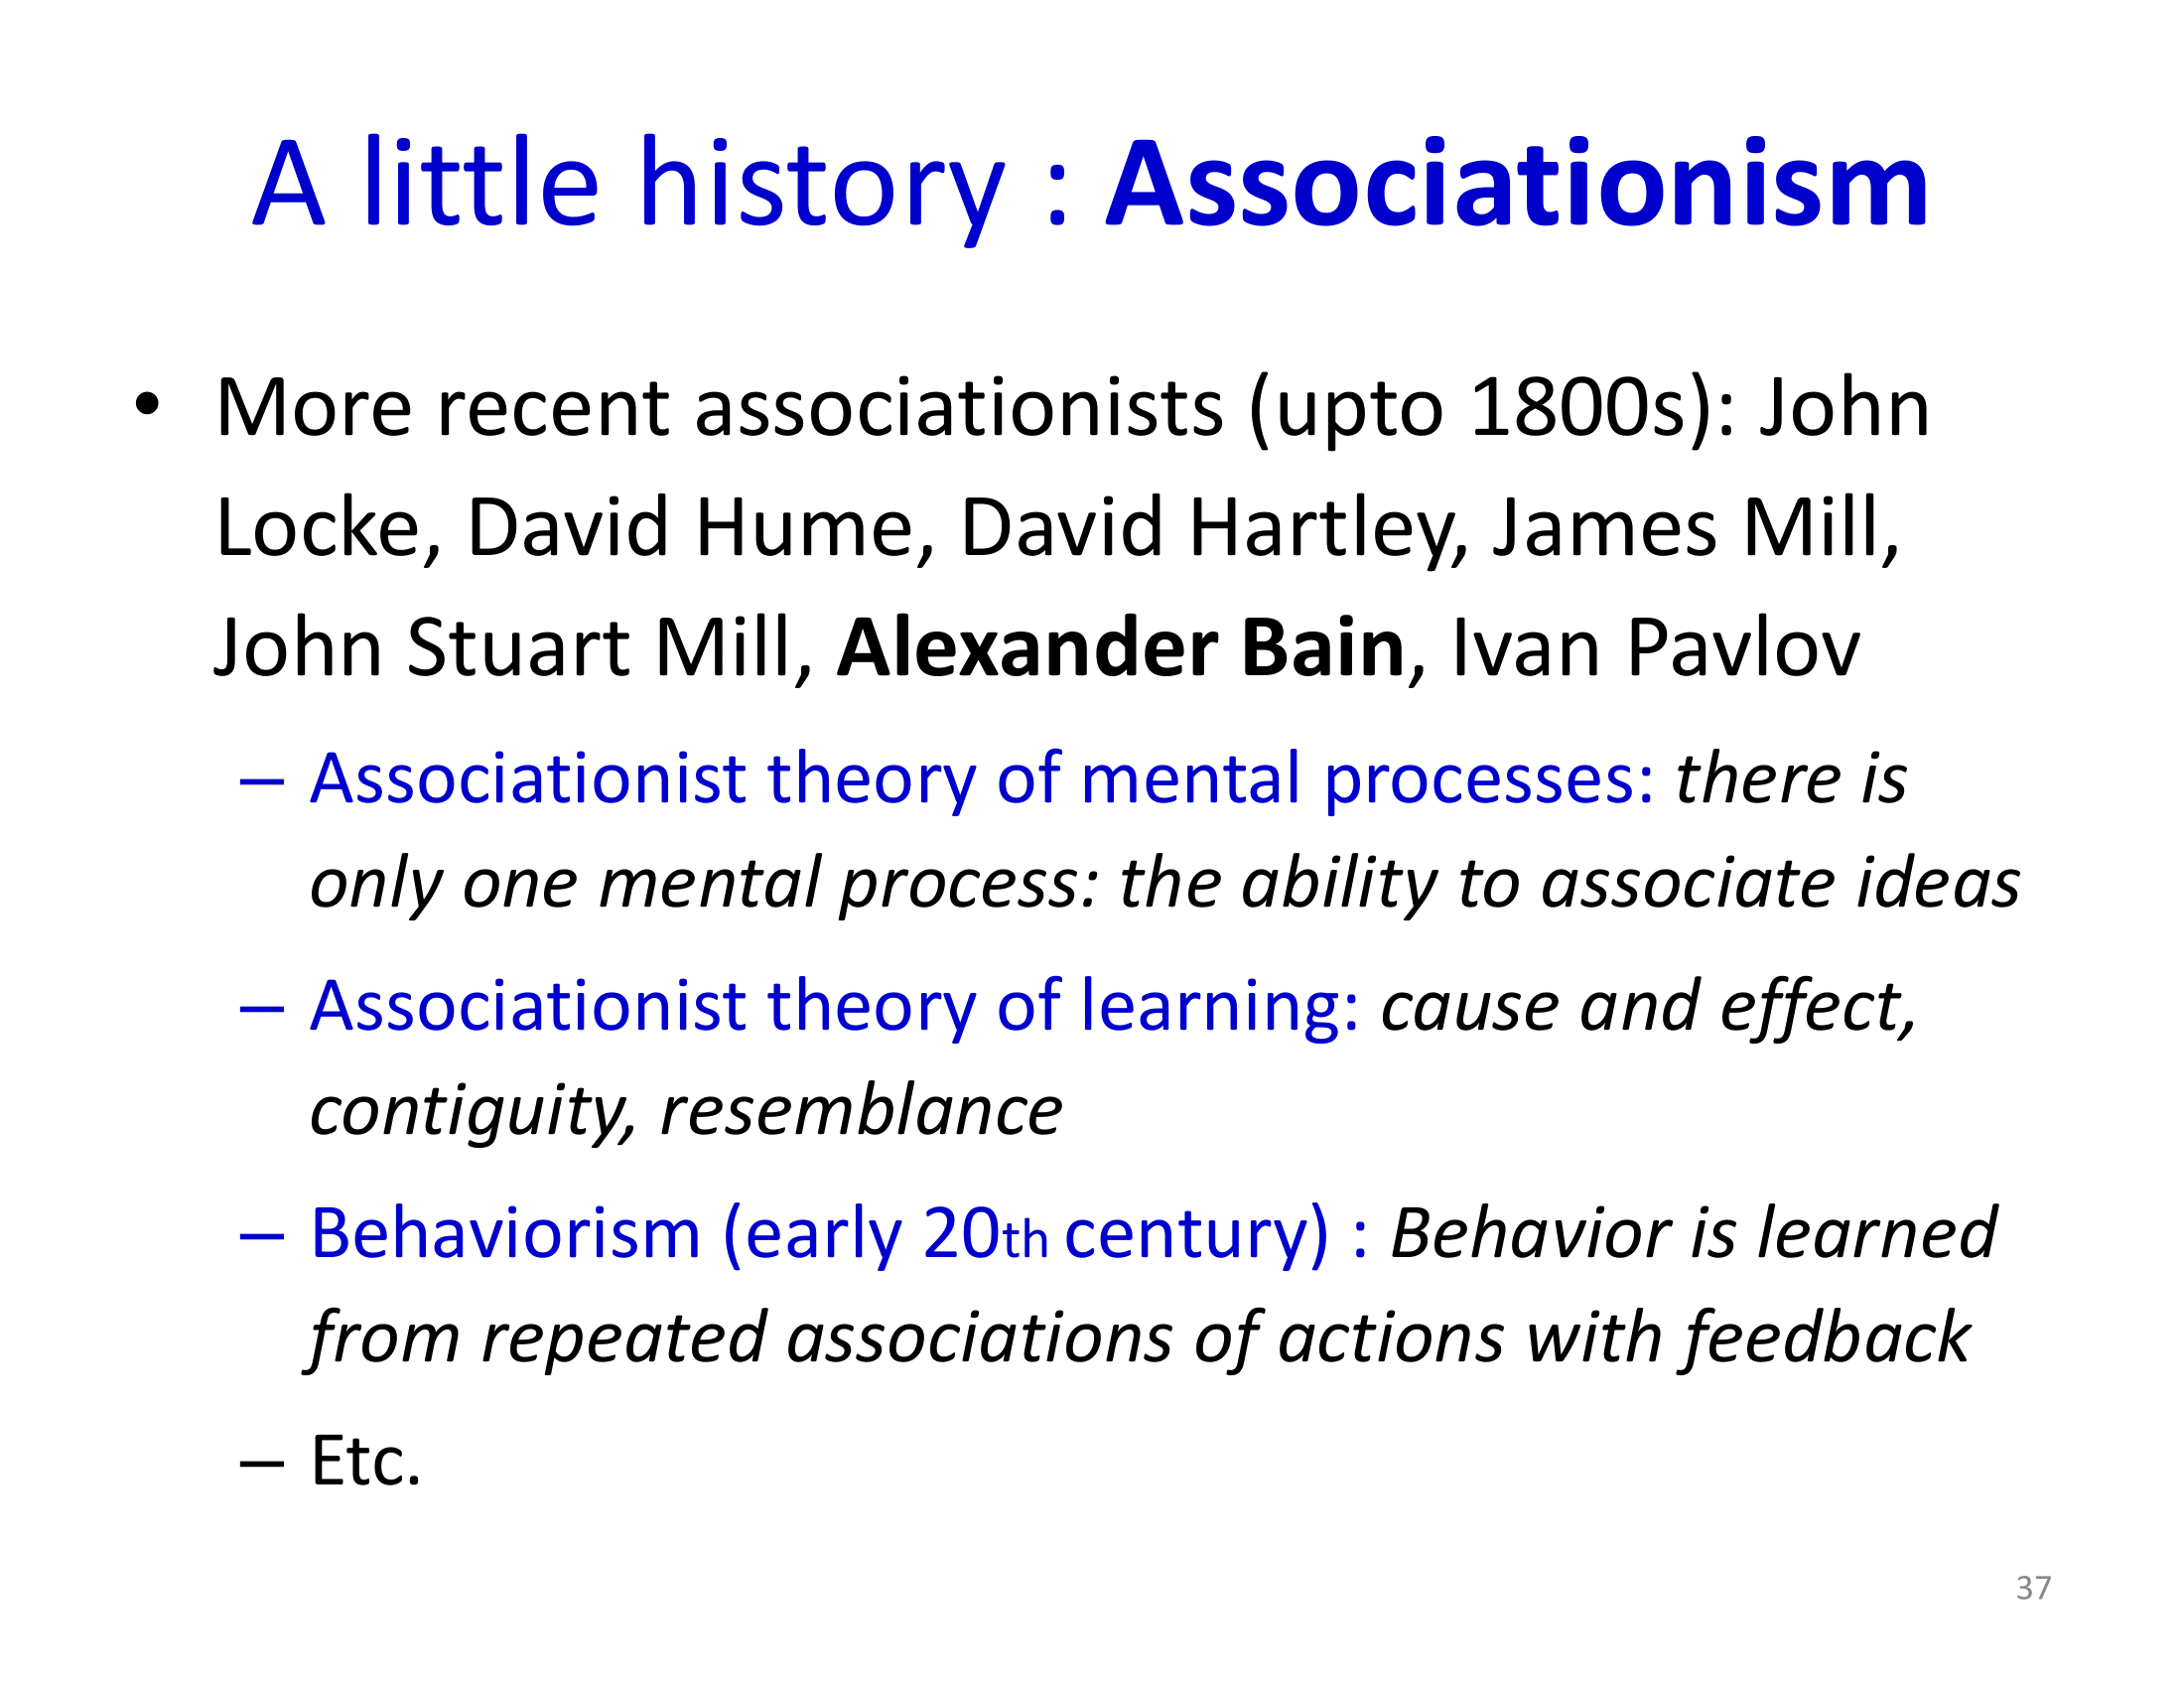 A little history : Associationism
• More recent associationists (upto 1800s): John
Locke, David Hume, David Hartley, James Mill,
John Stuart Mill, Alexander Bain, Ivan Pavlov
– Associationist theory of mental processes: there is
only one mental process: the ability to associate ideas
– Associationist theory of learning: cause and effect,
contiguity, resemblance
– Behaviorism (early 20th century) : Behavior is learned
from repeated associations of actions with feedback
– Etc.
37